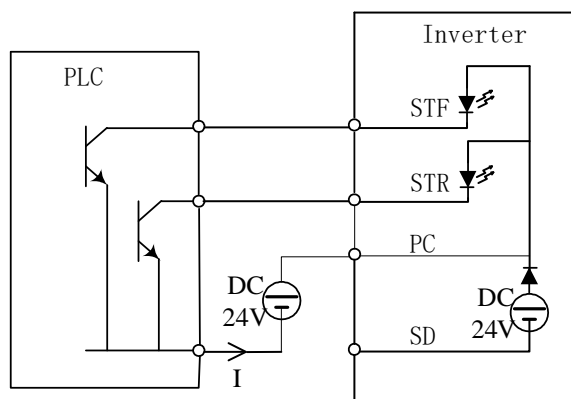 Inverter
PLC
STF
STR
PC
DC
24V
DC
24V
SD
I